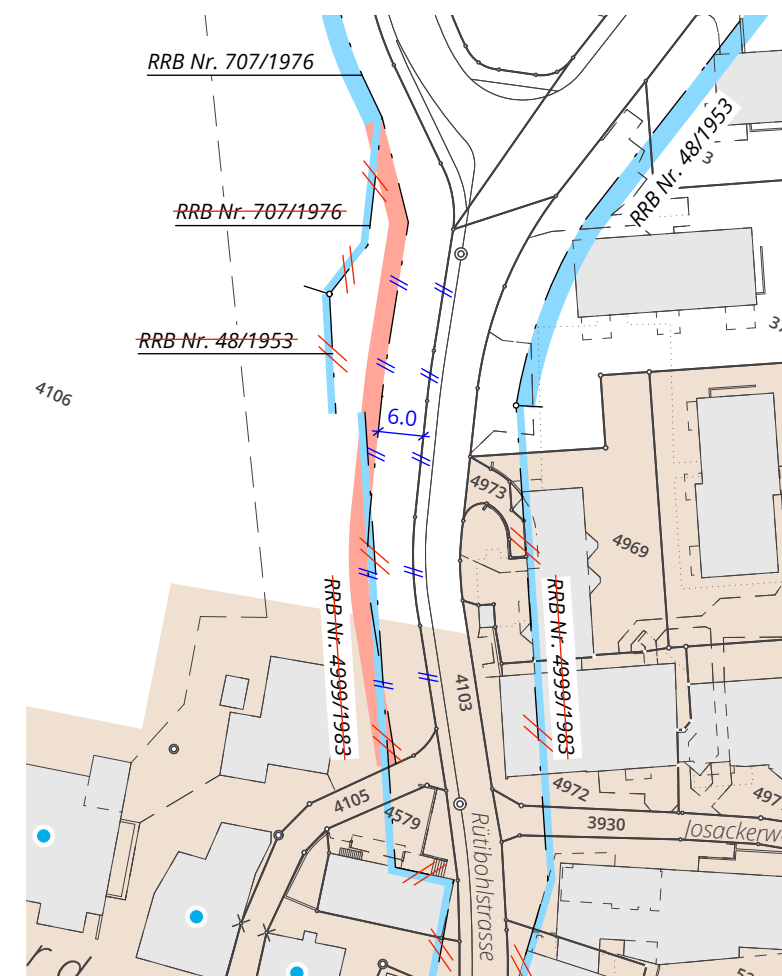 RRB Nr. 707/1976
RRB Nr. 48/1953
3
RRB Nr. 707/1976
RRB Nr. 48/1953
4106
6.0
4973
4969
RRB Nr. 4999/1983
RRB Nr. 4999/1983
4103
4105
4579
4972
497
3930
Josackerw
Rütibohlstrasse
rd